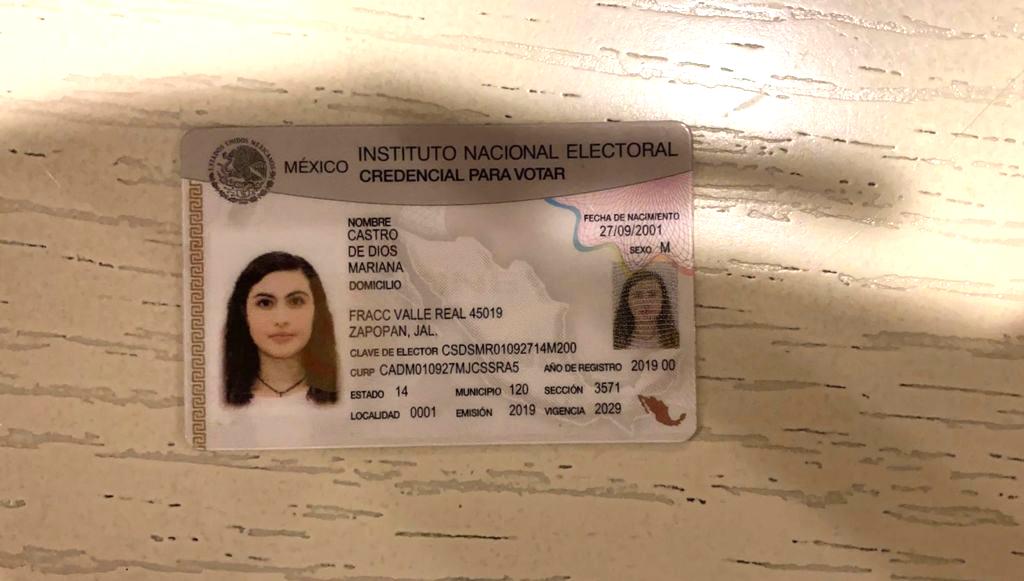 ESTADOS UNIDOS MEXICANOS
MÉXICO INSTITUTO NACIONAL ELECTORAL
CREDENCIAL PARA VOTAR
NOMBRE
CASTRO
DE DIOS
MARIANA
FECHA DE NACIMIENTO
27/09/2001
SEXO M
DOMICILIO
FRACC VALLE REAL 45019
ZAPOPAN, JAL.
CLAVE DE ELECTOR CSDSMR01092714M200
CURP CADM010927MJCSSRA5 AÑO DE REGISTRO 2019 00
ESTADO 14 MUNICIPIO 120 SECCIÓN 3571
LOCALIDAD 0001 EMISIÓN 2019 VIGENCIA 2029